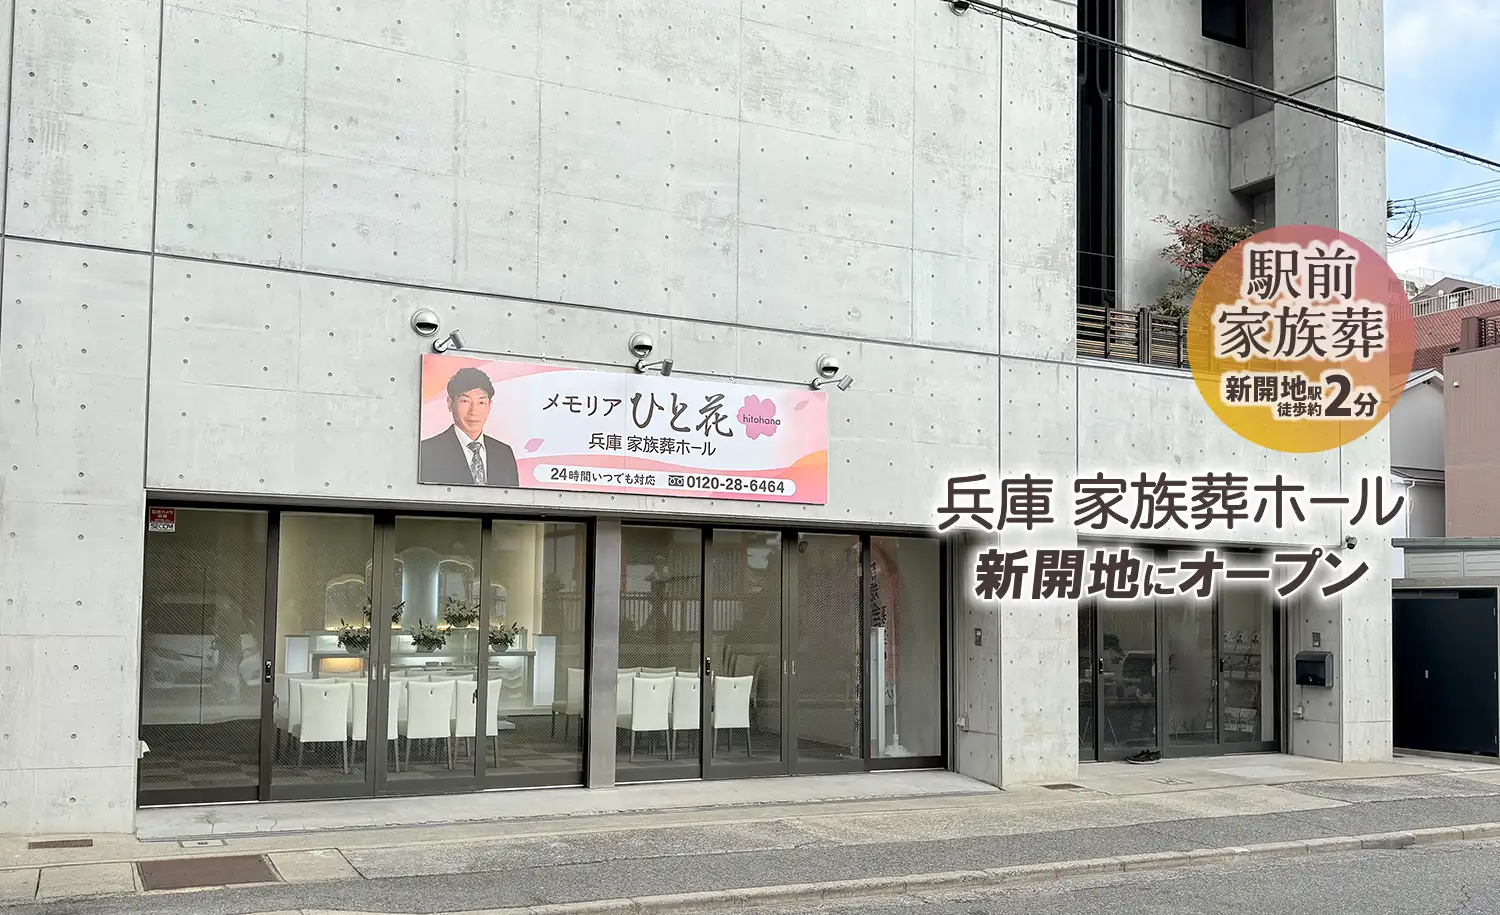 駅前
家族葬
新開地駅
徒歩約2分
メモリア ひと花
hitohana
兵庫 家族葬ホール
24時間いつでも対応 0120-28-6464
兵庫 家族葬ホール
新開地にオープン
SECOM